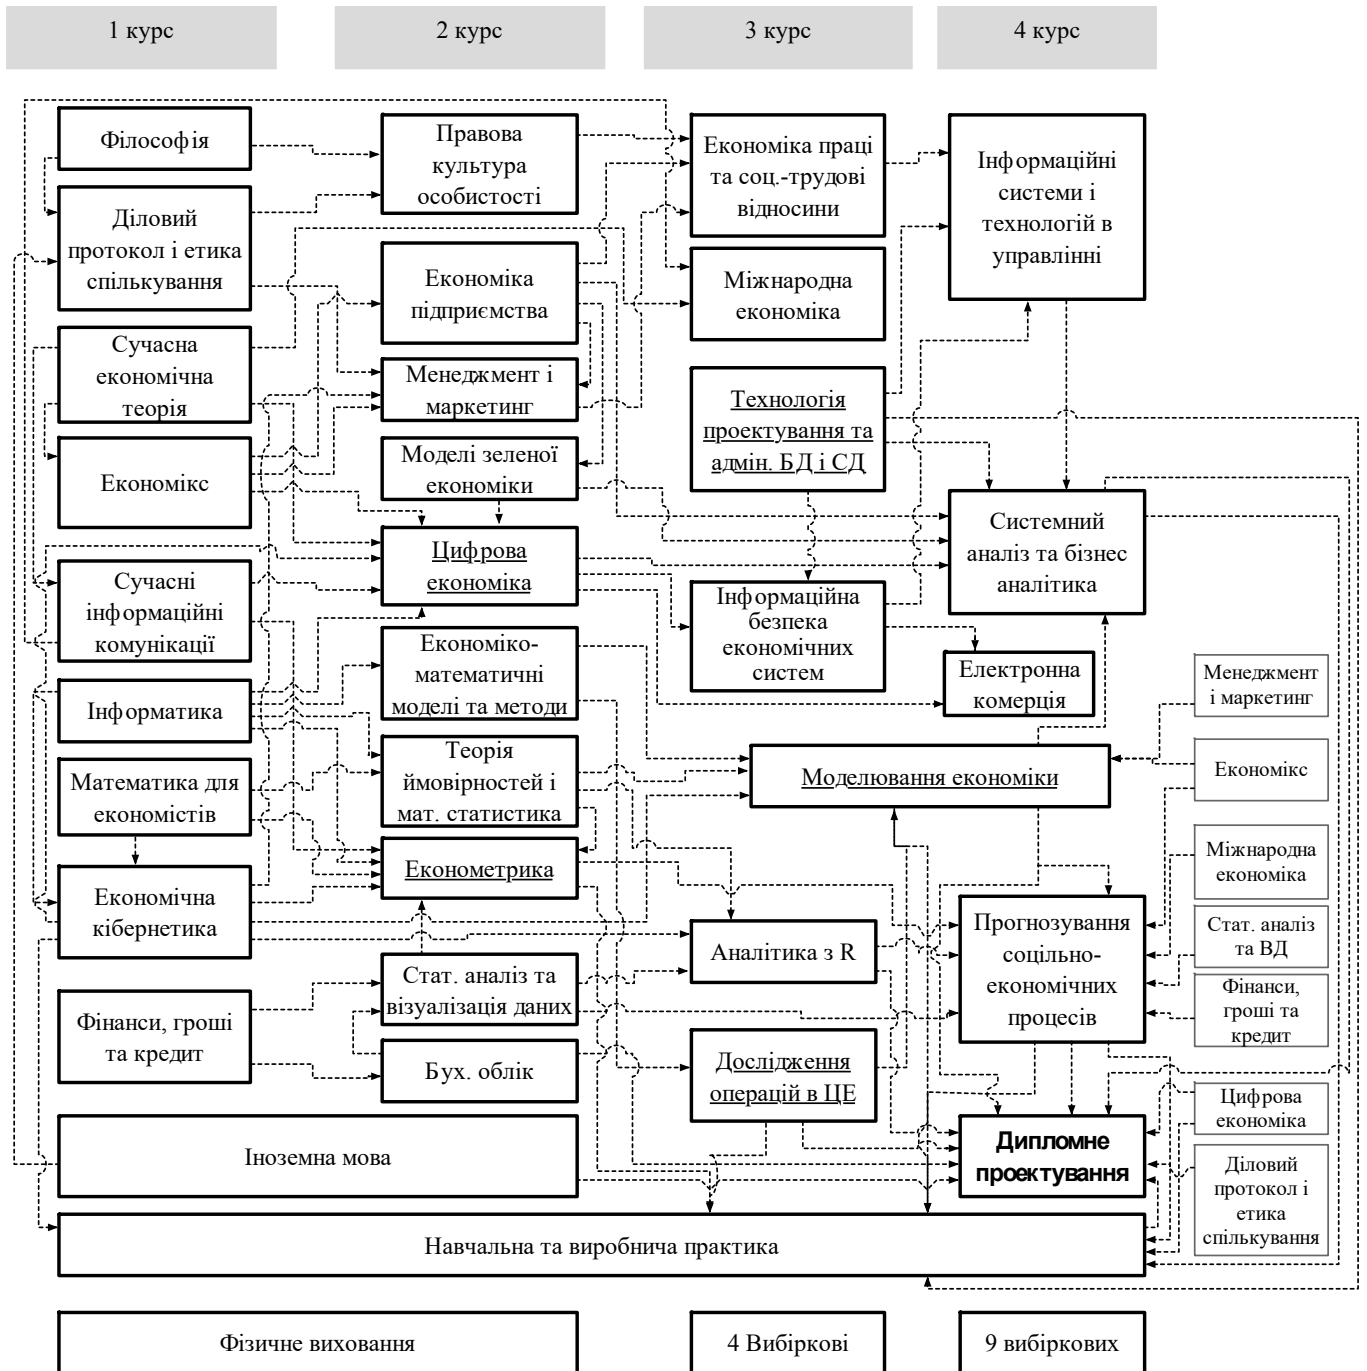 1 курс
2 курс
3 курс
4 курс
Філософія
Діловий
протокол і етика
спількування
Сучасна
економічна
теорія
Економікс
Сучасні
інформаційні
комунікації
Інформатика
Математика для
економістів
Економічна
кібернетика
Фінанси, гроші
та кредит
Іноземна мова
Навчальна та виробнича практика
Фізичне виховання
Правова
культура
особистості
Економіка
підприємства
Менеджмент і
маркетинг
Моделі зеленої
економіки
Цифрова
економіка
Економіко-
математичні
моделі та методи
Теорія
ймовірностей і
мат. статистика
Економетрика
Стат. аналіз та
візуалізація даних
Бух. облік
Економіка праці
та соц.-трудові
відносини
Міжнародна
економіка
Технологія
проектування та
адмін. БД і СД
Інформаційна
безпека
економічних
систем
Моделювання економіки
Аналітика з R
Дослідження
операцій в ЦЕ
4 Вибіркові
Інформаційні
системи і
технологій в
управлінні
Системний
аналіз та бізнес
аналітика
Електронна
комерція
Прогнозування
соцільно-
економічних
процесів
Дипломне
проектування
9 вибіркових
Менеджмент
і маркетинг
Економікс
Міжнародна
економіка
Стат. аналіз
та ВД
Фінанси,
гроші та
кредит
Цифрова
економіка
Діловий
протокол і
етика
спількування